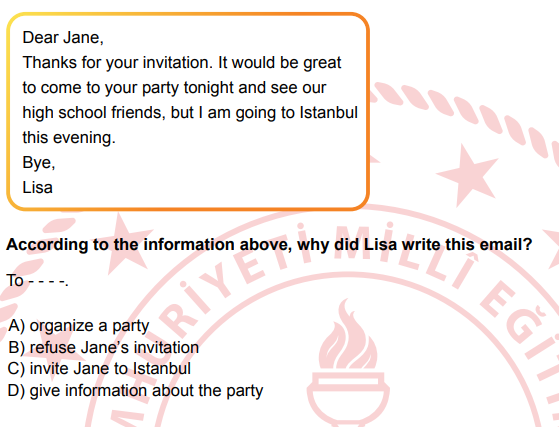 Dear Jane,
Thanks for your invitation. It would be great
to come to your party tonight and see our
high school friends, but I am going to Istanbul
this evening.
Bye,
Lisa
According to the information above, why did Lisa write this email?
To - - - -.
A) organize a party
B) refuse Jane's invitation
C) invite Jane to Istanbul
D) give information about the party